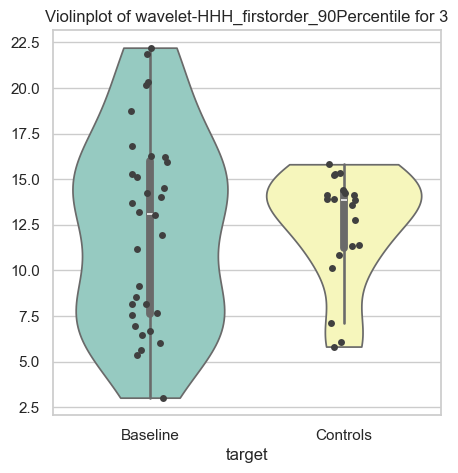 Violinplot of wavelet-HHH_firstorder_90Percentile for 3
22.5
20.0
17.5
15.0
12.5
10.0
7.5
5.0
2.5
Baseline
Controls
target